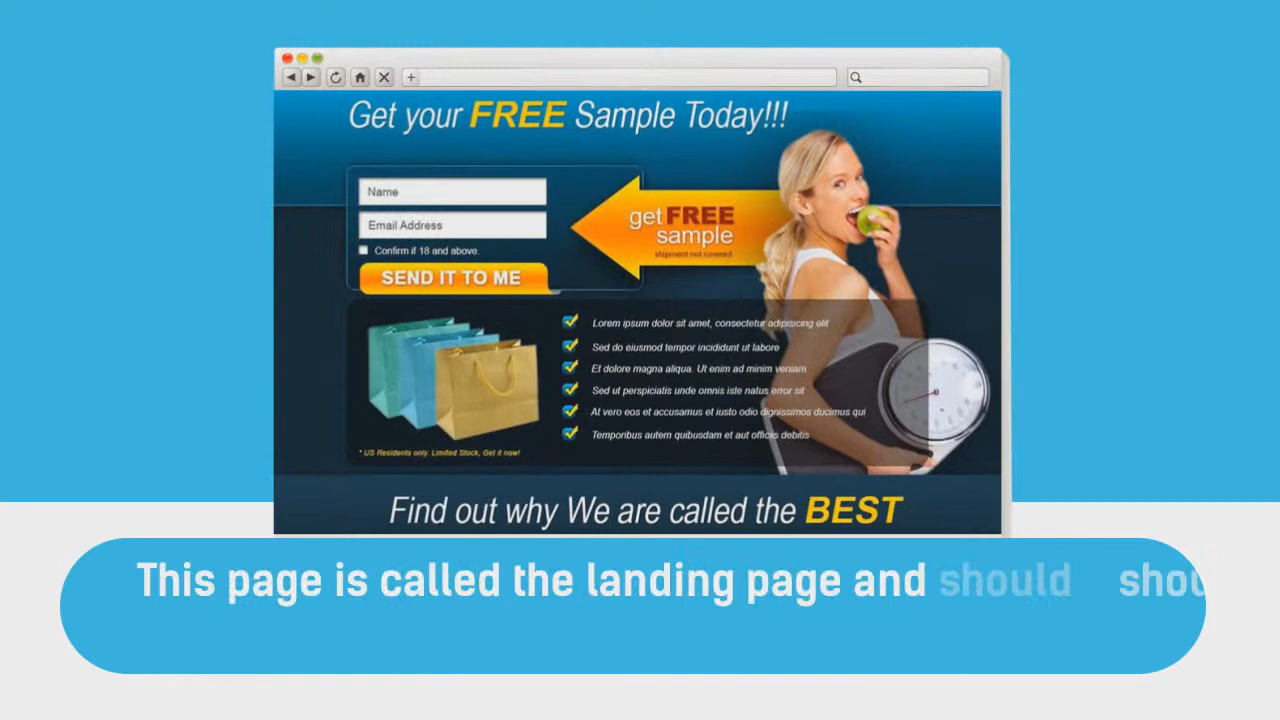 Get your FREE Sample Today!!!
Name
Email Address
Confirm if 18 and above.
SEND IT TO ME
get FREE
sample
shipment not covered
Lorem ipsum dolor sit amet, consectetur adipisicing elit
Sed do eiusmod tempor incididunt ut labore
Et dolore magna aliqua. Ut enim ad minim veniam
Sed ut perspiciatis unde omnis iste natus error sit
At vero eos et accusamus et iusto odio dignissimos ducimus qui
Temporibus autem quibusdam et aut officiis debitis
* US Residents only. Limited Stock, Get it now!
Find out why We are called the BEST
This page is called the landing page and should